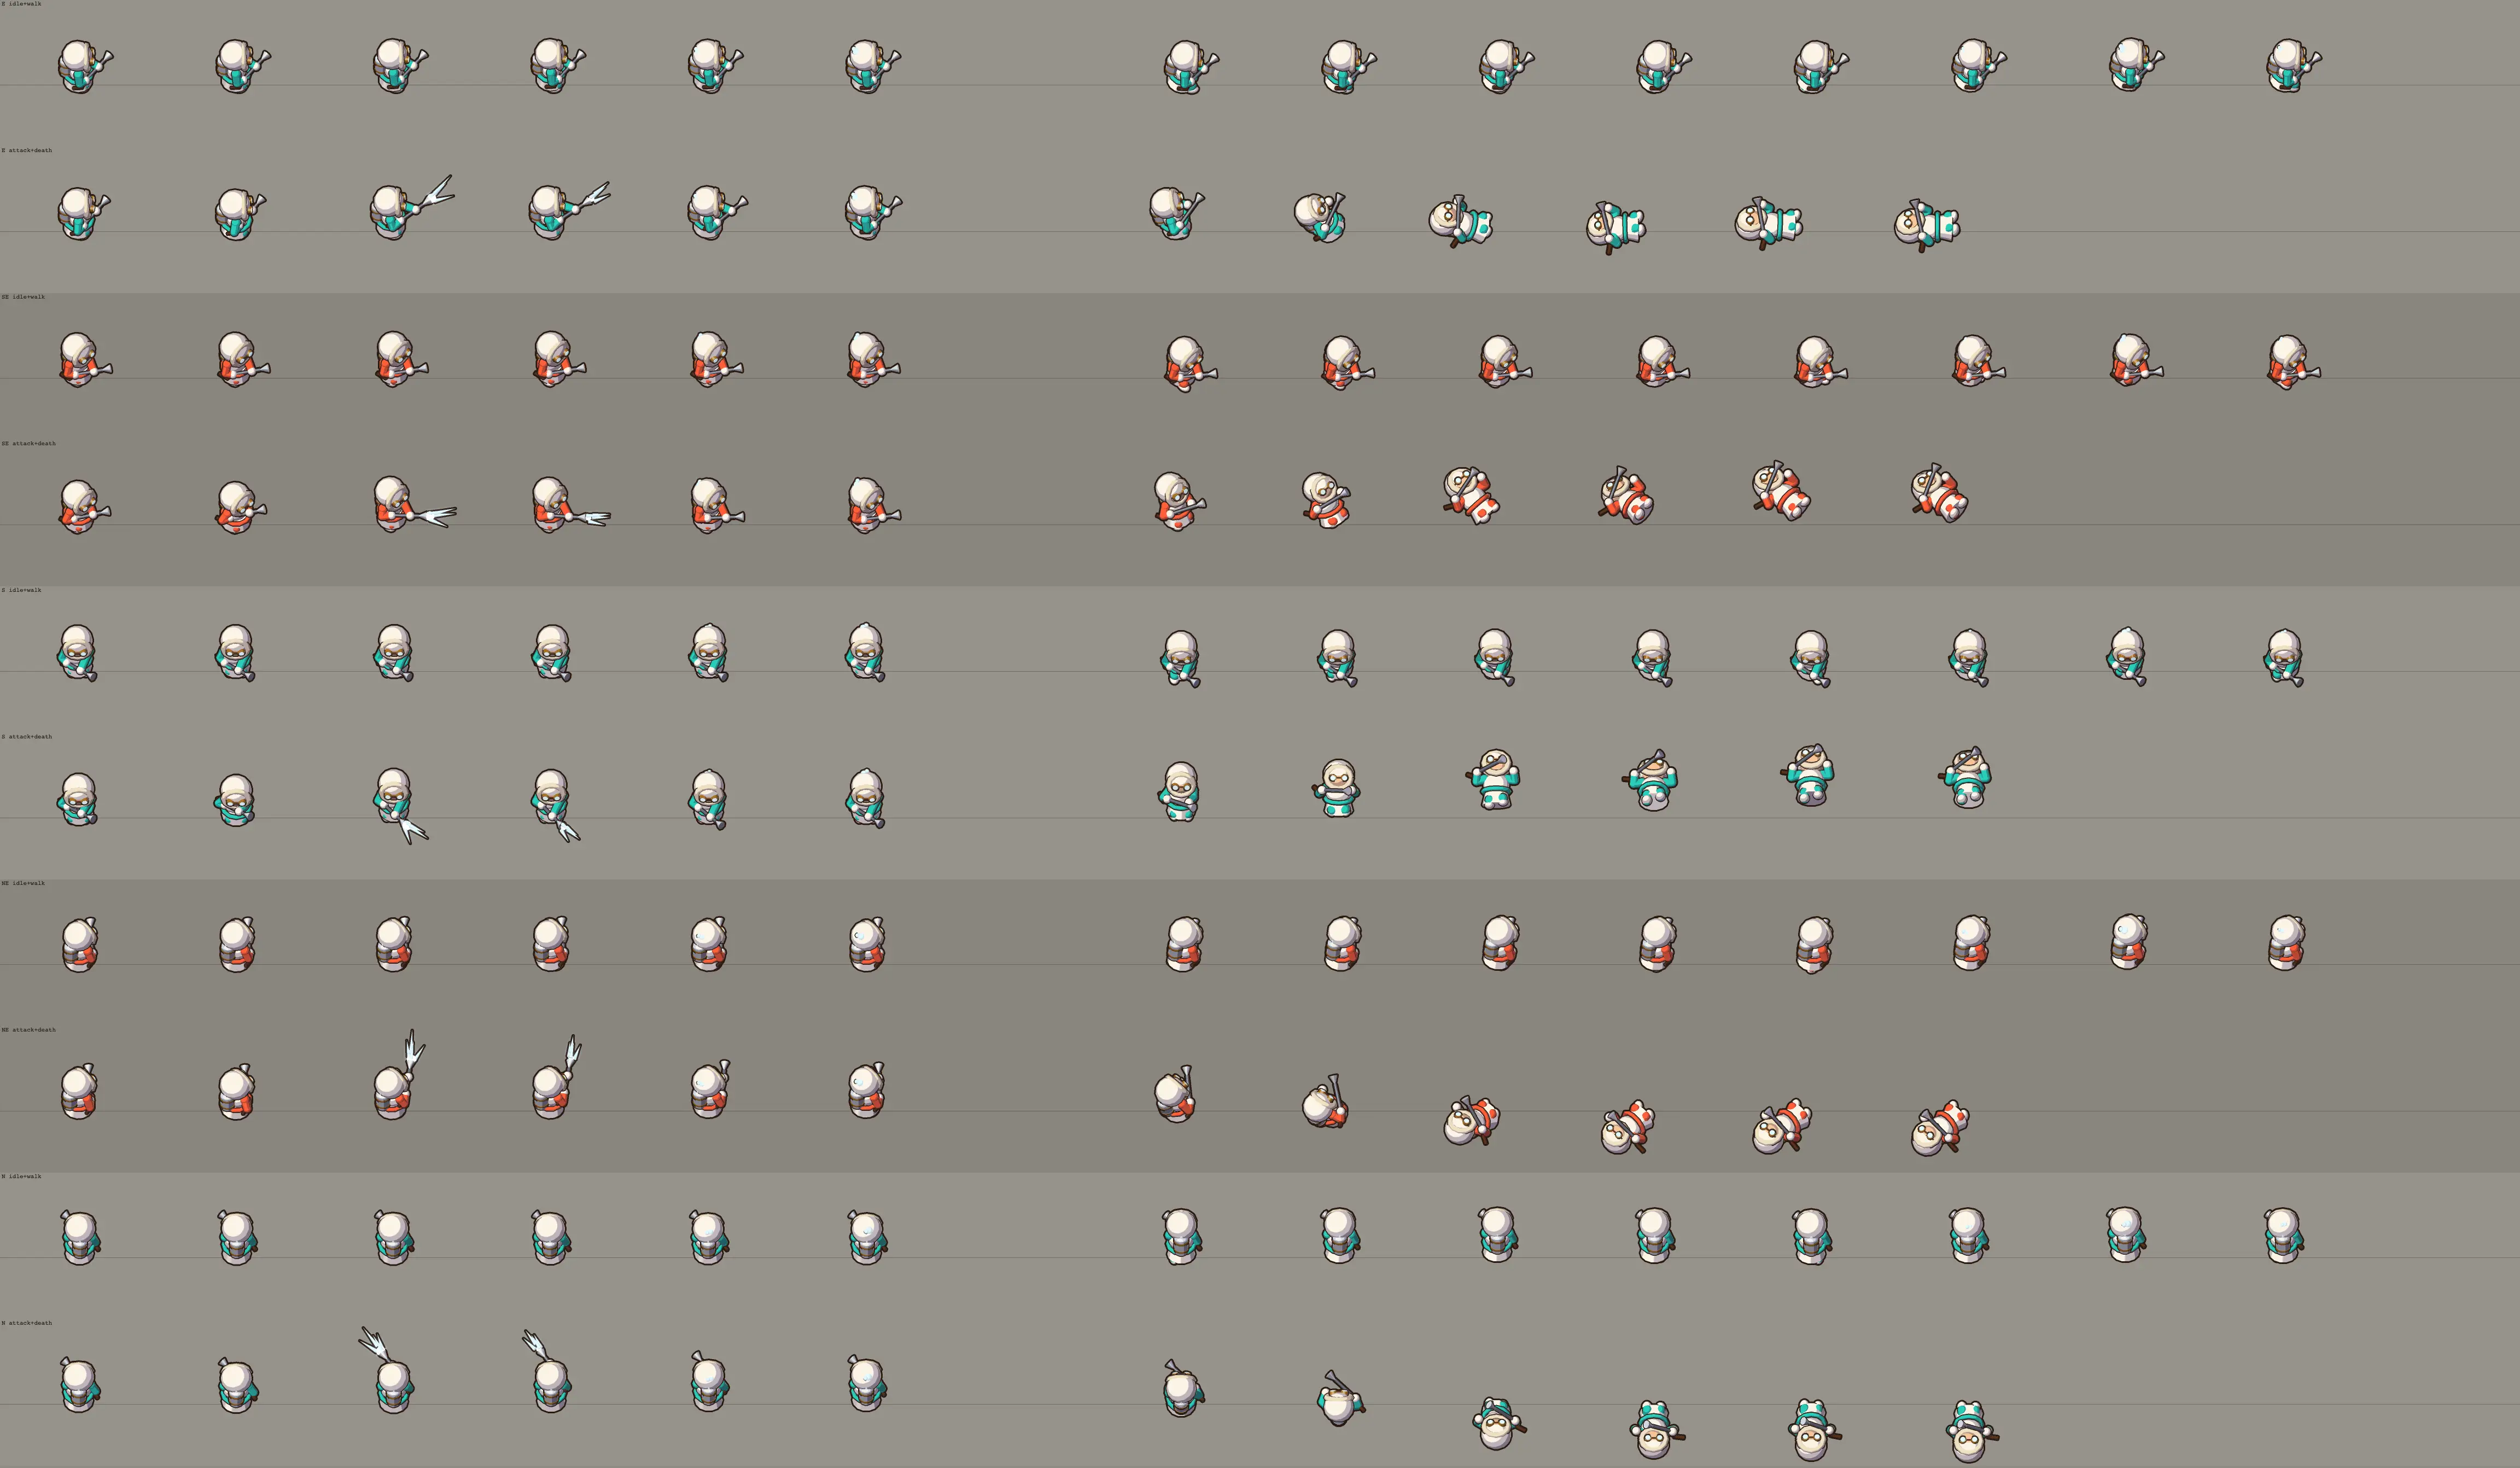 E idle+walk
E attack+death
SE idle+walk
SE attack+death
S idle+walk
S attack+death
NE idle+walk
NE attack+death
N idle+walk
N attack+death